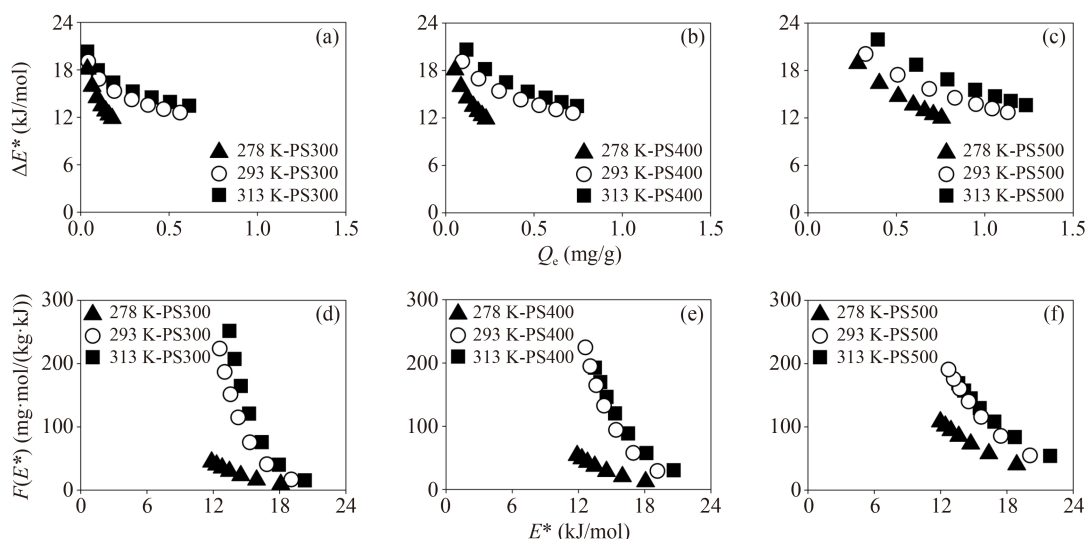 24
18
12
6
0
ΔE* (kJ/mol)
(a)
278 K-PS300
293 K-PS300
313 K-PS300
0.0 0.5 1.0 1.5
24
18
12
6
0
(b)
278 K-PS400
293 K-PS400
313 K-PS400
0.0 0.5 1.0 1.5
Qe (mg/g)
24
18
12
6
0
(c)
278 K-PS500
293 K-PS500
313 K-PS500
0.0 0.5 1.0 1.5
300
200
100
0
F(E*) (mg·mol/(kg·kJ))
278 K-PS300
293 K-PS300
313 K-PS300
(d)
0 6 12 18 24
300
200
100
0
278 K-PS400
293 K-PS400
313 K-PS400
(e)
0 6 12 18 24
E* (kJ/mol)
300
200
100
0
278 K-PS500
293 K-PS500
313 K-PS500
(f)
0 6 12 18 24